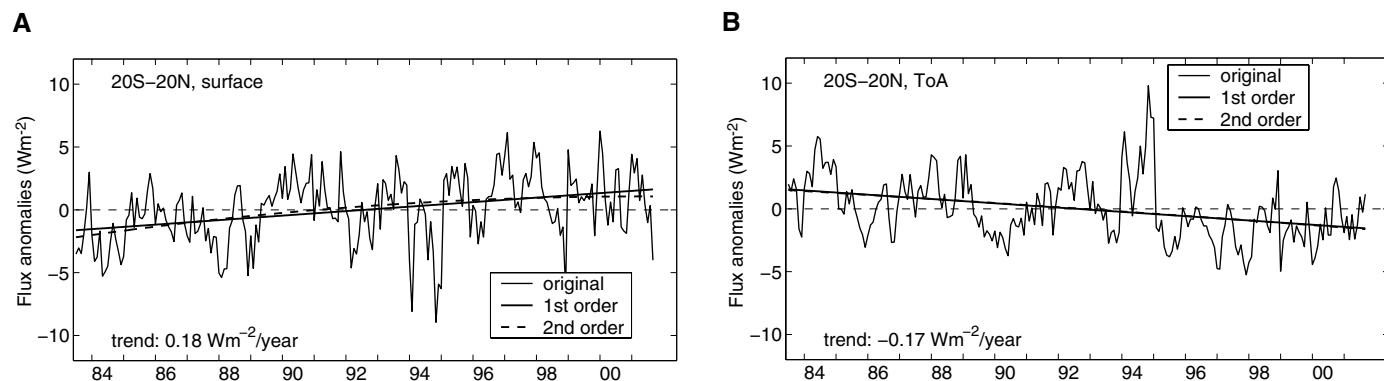 A
20S−20N, surface
10
5
0
−5
−10
Flux anomalies (Wm-2)
original
1st order
2nd order
trend: 0.18 Wm−2/year
84 86 88 90 92 94 96 98 00
B
20S−20N, ToA
10
5
0
−5
−10
Flux anomalies (Wm-2)
original
1st order
2nd order
trend: −0.17 Wm−2/year
84 86 88 90 92 94 96 98 00